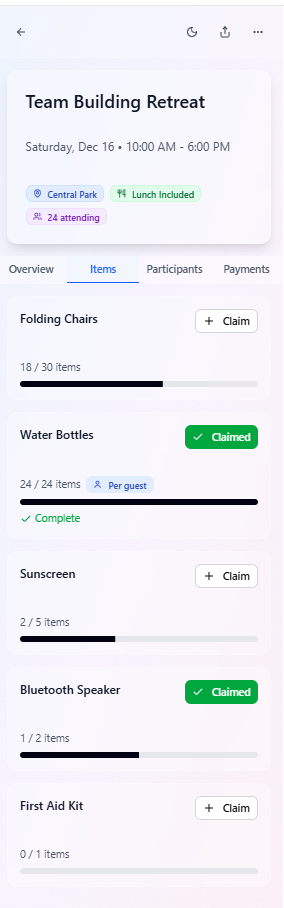 Team Building Retreat
Saturday, Dec 16 • 10:00 AM - 6:00 PM
Central Park
Lunch Included
24 attending
Overview
Items
Participants
Payments
Folding Chairs
+ Claim
18 / 30 items
Water Bottles
Claimed
24 / 24 items
Per guest
Complete
Sunscreen
+ Claim
2 / 5 items
Bluetooth Speaker
Claimed
1 / 2 items
First Aid Kit
+ Claim
0 / 1 items